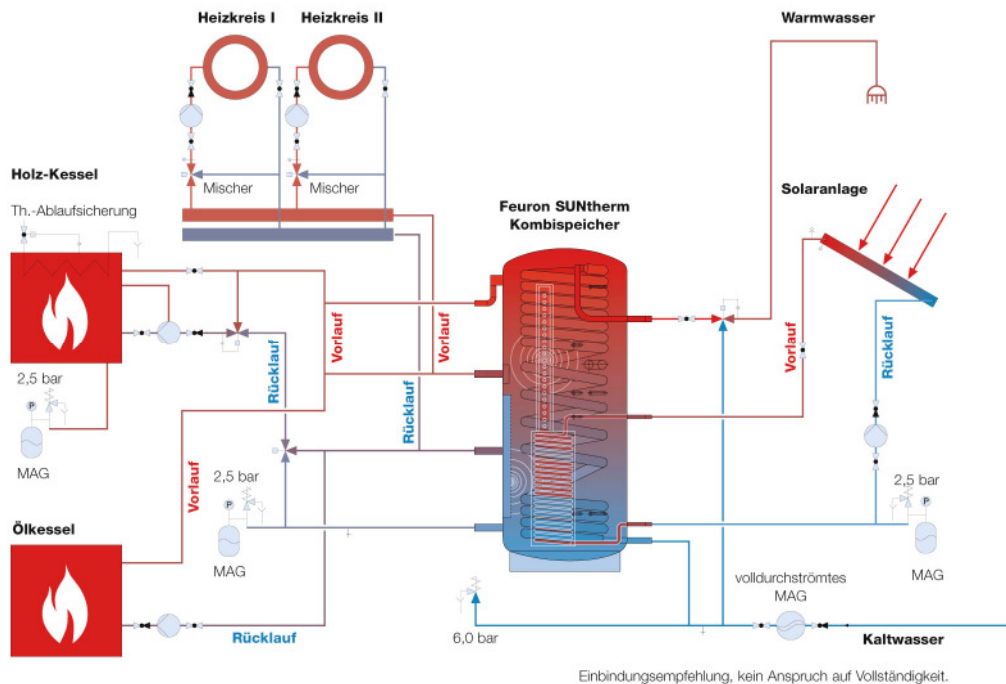 Heizkreis I
Heizkreis II
Warmwasser
Holz-Kessel
Th.-Ablaufsicherung
Mischer
Mischer
Feuron SUNtherm
Kombispeicher
Solaranlage
Vorlauf
Vorlauf
Rücklauf
Rücklauf
Vorlauf
Rücklauf
2,5 bar
P
MAG
Vorlauf
2,5 bar
P
MAG
2,5 bar
P
MAG
Ölkessel
Rücklauf
6,0 bar
volldurchströmtes
MAG
Kaltwasser
Einbindungsempfehlung, kein Anspruch auf Vollständigkeit.